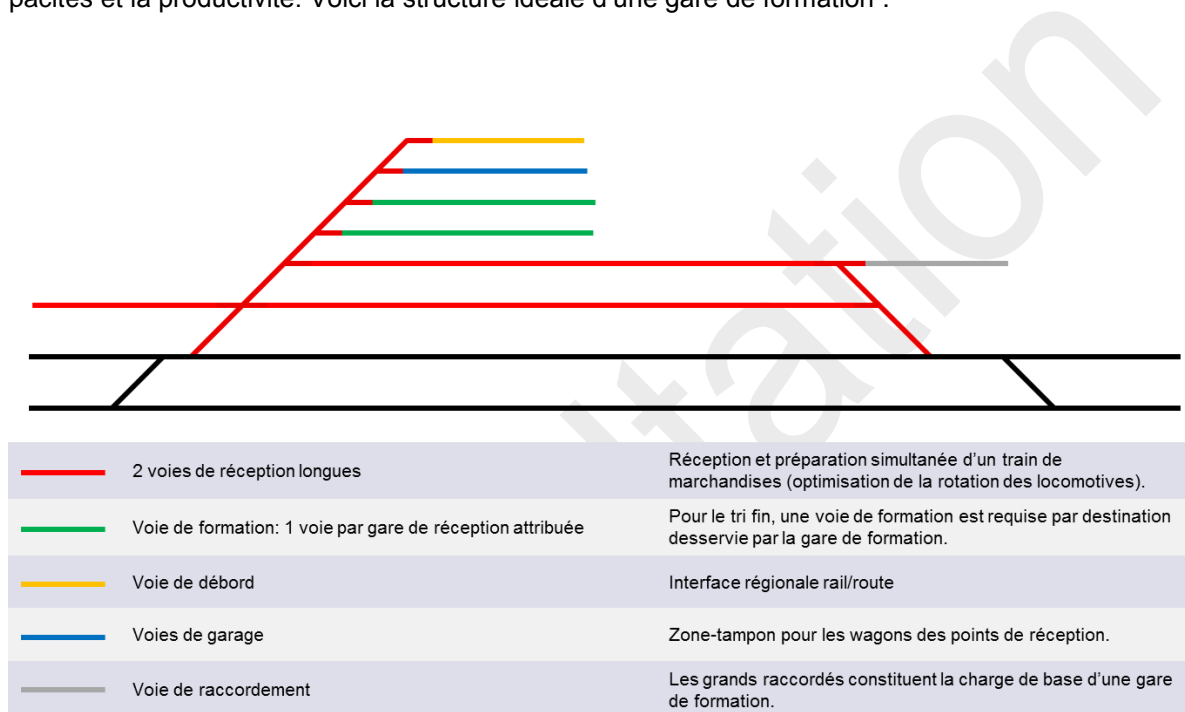 pacités et la productivité. Voici la structure idéale d'une gare de formation :
2 voies de réception longues
Réception et préparation simultanée d'un train de
marchandises (optimisation de la rotation des locomotives).
Voie de formation: 1 voie par gare de réception attribuée
Pour le tri fin, une voie de formation est requise par destination
desservie par la gare de formation.
Voie de débord
Interface régionale rail/route
Voies de garage
Zone-tampon pour les wagons des points de réception.
Voie de raccordement
Les grands raccordés constituent la charge de base d'une gare
de formation.